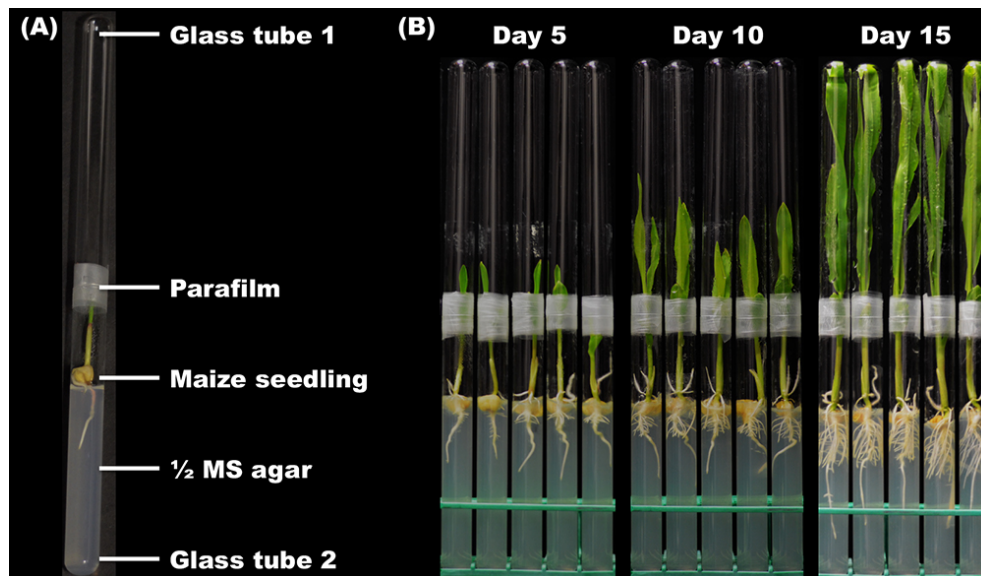 (A)
Glass tube 1
Parafilm
Maize seedling
½ MS agar
Glass tube 2
(B)
Day 5
Day 10
Day 15